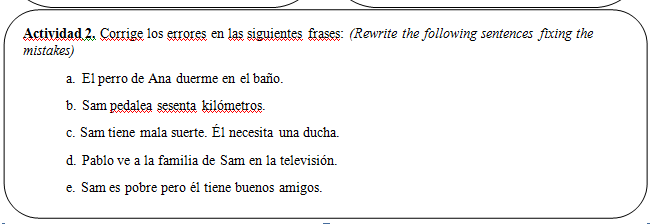 Actividad 2. Corrige los errores en las siguientes frases: (Rewrite the following sentences fixing the
mistakes)
a. El perro de Ana duerme en el baño.
b. Sam pedalea sesenta kilómetros.
c. Sam tiene mala suerte. Él necesita una ducha.
d. Pablo ve a la familia de Sam en la televisión.
e. Sam es pobre pero él tiene buenos amigos.